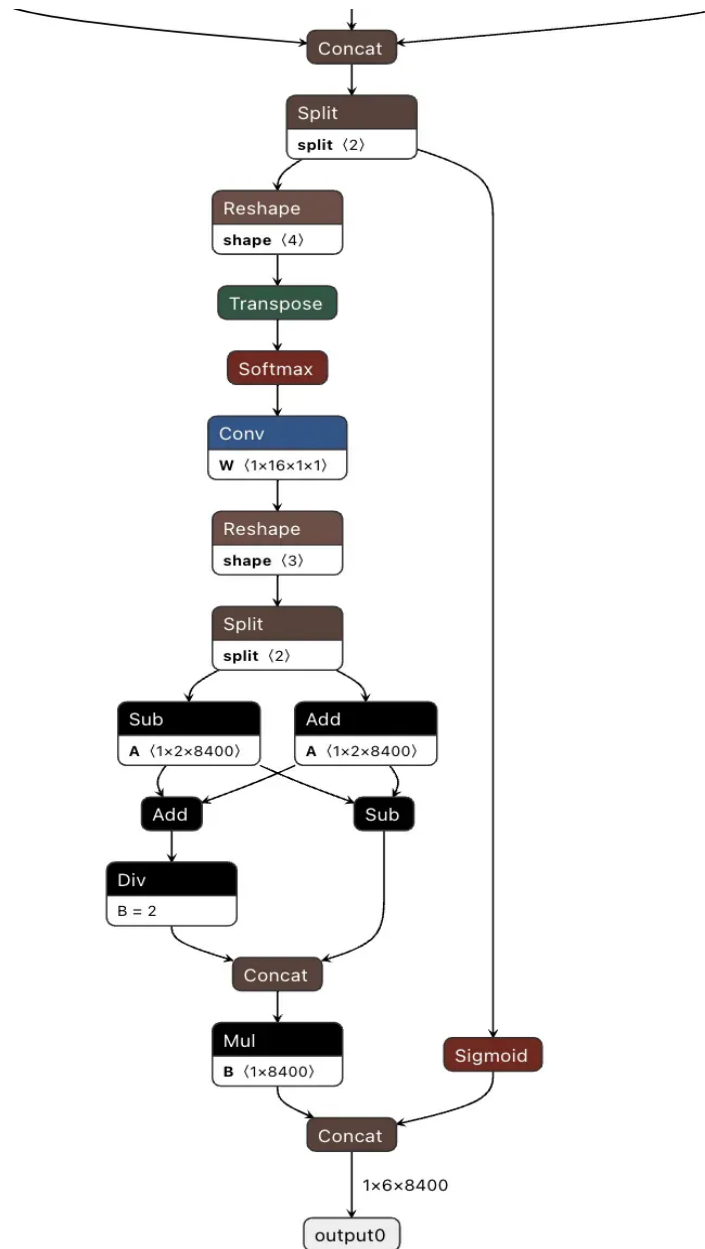 Concat
Split
split 〈2〉
Reshape
shape 〈4〉
Transpose
Softmax
Conv
W 〈1×16×1×1〉
Reshape
shape 〈3〉
Split
split 〈2〉
Sub
A 〈1×2×8400〉
Add
A 〈1×2×8400〉
Add
Sub
Div
B = 2
Concat
Mul
B 〈1×8400〉
Sigmoid
Concat
1×6×8400
output0